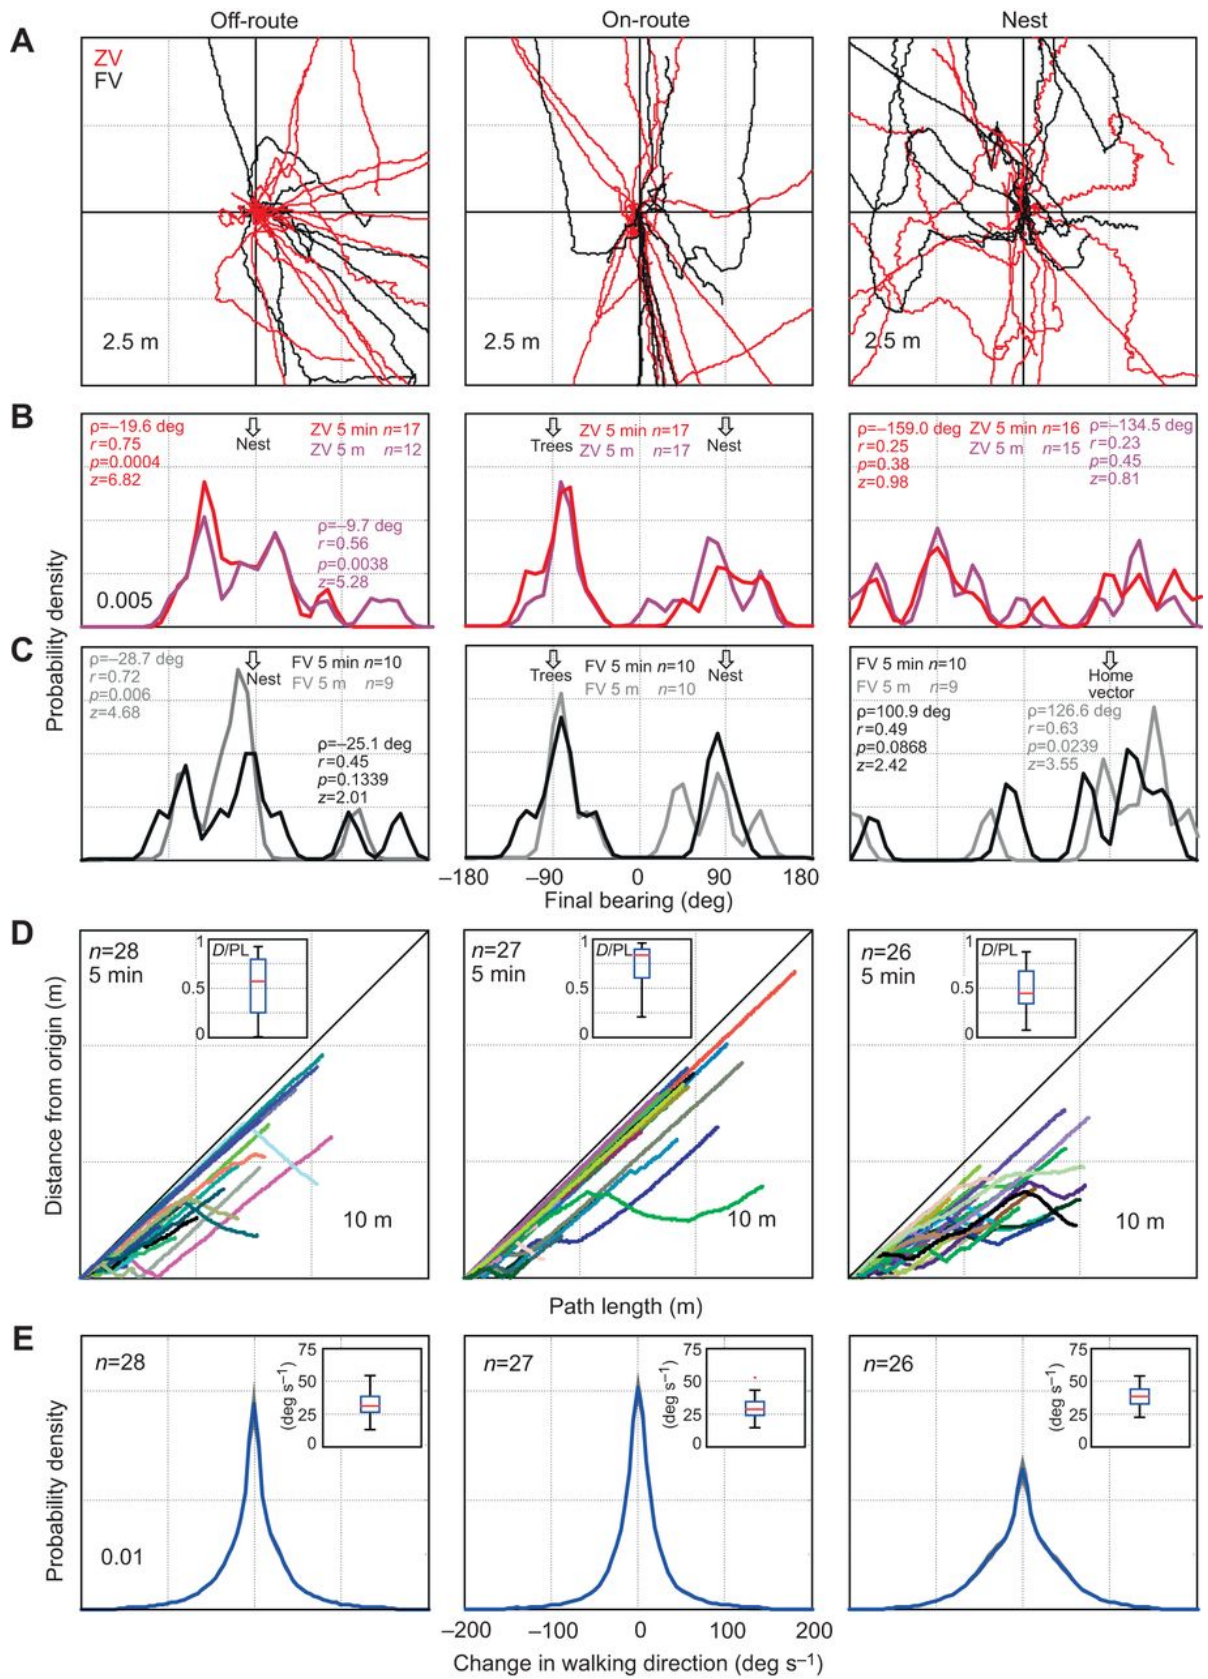 Off-route On-route Nest
A
ZV
FV
2.5 m 2.5 m 2.5 m
B
ρ=–19.6 deg
r=0.75
p=0.0004
z=6.82
Nest
ZV 5 min n=17
ZV 5 m n=12
ρ=–9.7 deg
r=0.56
p=0.0038
z=5.28
0.005
Trees
ZV 5 min n=17
ZV 5 m n=17
Nest
ρ=–159.0 deg
r=0.25
p=0.38
z=0.98
ZV 5 min n=16
ZV 5 m n=15
ρ=–134.5 deg
r=0.23
p=0.45
z=0.81
Probability density
C
ρ=–28.7 deg
r=0.72
p=0.006
z=4.68
Nest
FV 5 min n=10
FV 5 m n=9
ρ=–25.1 deg
r=0.45
p=0.1339
z=2.01
Trees
FV 5 min n=10
FV 5 m n=10
Nest
FV 5 min n=10
FV 5 m n=9
Home
vector
ρ=100.9 deg
r=0.49
p=0.0868
z=2.42
ρ=126.6 deg
r=0.63
p=0.0239
z=3.55
–180 –90 0 90 180
Final bearing (deg)
D
n=28
5 min
D/PL
1
0.5
0
10 m
n=27
5 min
D/PL
1
0.5
0
10 m
n=26
5 min
D/PL
1
0.5
0
10 m
Distance from origin (m)
Path length (m)
E
n=28
75
50
25
0
(deg s–1)
0.01
n=27
75
50
25
0
(deg s–1)
n=26
75
50
25
0
(deg s–1)
Probability density
–200 –100 0 100 200
Change in walking direction (deg s–1)